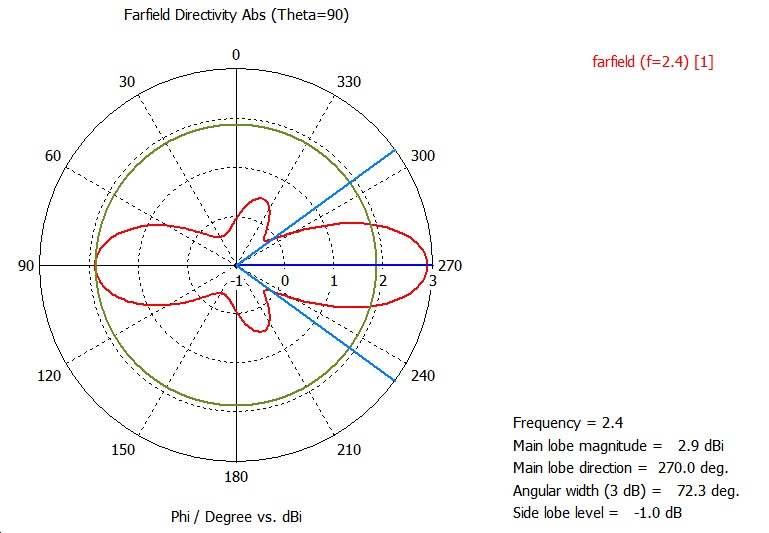 Farfield Directivity Abs (Theta=90)
farfield (f=2.4) [1]
0
30
330
60
300
90
270
-1
0
1
2
3
120
240
150
210
180
Frequency = 2.4
Main lobe magnitude = 2.9 dBi
Main lobe direction = 270.0 deg.
Angular width (3 dB) = 72.3 deg.
Side lobe level = -1.0 dB
Phi / Degree vs. dBi